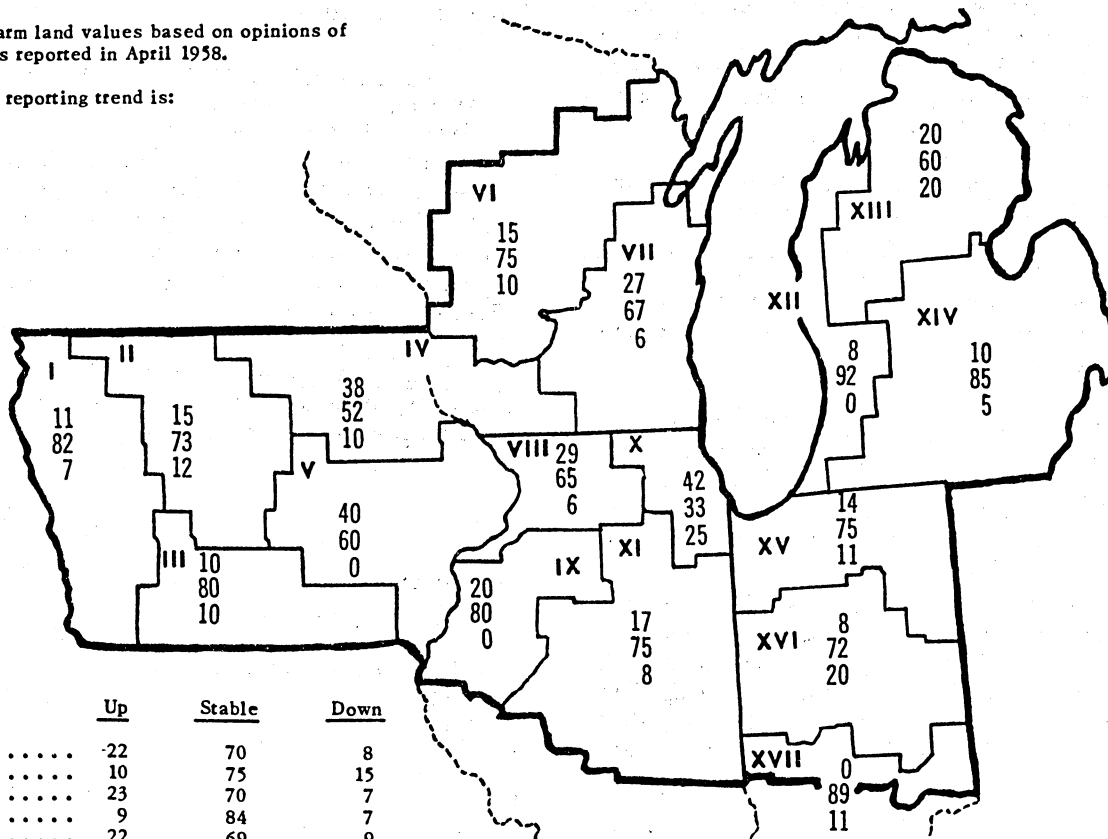 arm land values based on opinions of
s reported in April 1958.
reporting trend is:
20
60
20
VI
XIII
15
75
10
VII
27
67
6
XII
XIV
IV
II
I
8
92
0
10
85
5
38
52
10
11
82
7
15
73
12
V
VIII
29
65
6
X
42
33
25
14
75
11
40
60
0
XI
XV
III
10
80
10
IX
20
80
0
17
75
8
XVI
8
72
20
Up Stable Down
..... 22 70 8
..... 10 75 15
..... 23 70 7
..... 9 84 7
..... 22 69 9
XVII
0
89
11